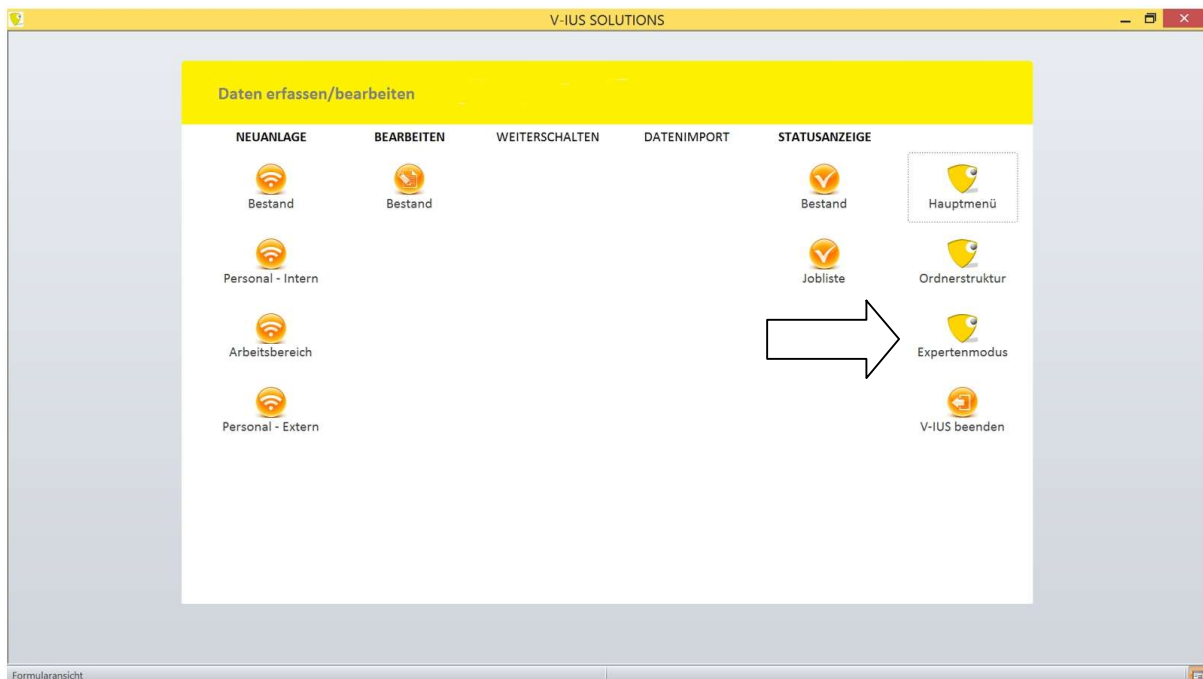 V-IUS SOLUTIONS
Daten erfassen/bearbeiten
NEUANLAGE BEARBEITEN WEITERSCHALTEN DATENIMPORT STATUSANZEIGE
Bestand Bestand Bestand Hauptmenü
Personal - Intern Jobliste Ordnerstruktur
Arbeitsbereich Expertenmodus
Personal - Extern V-IUS beenden
Formularansicht